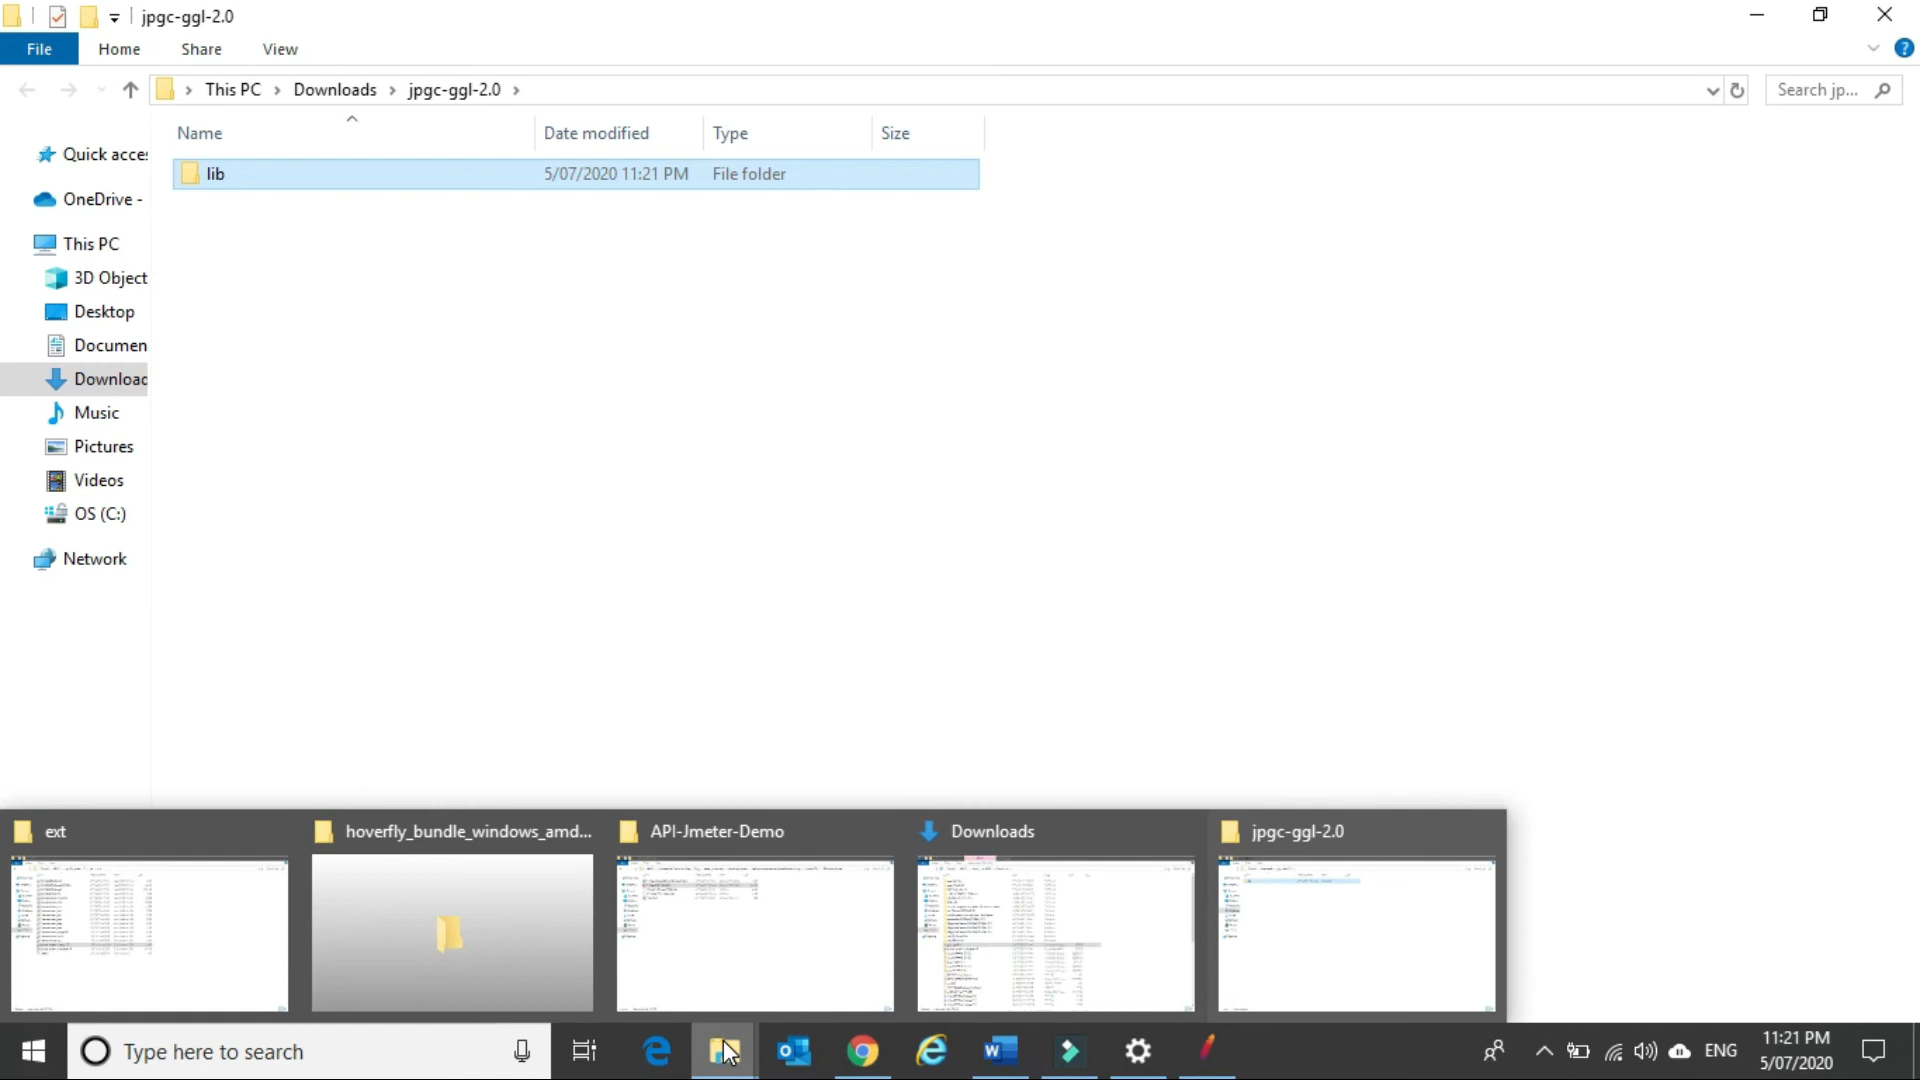 jpgc-ggl-2.0
File Home Share View
This PC Downloads jpgc-ggl-2.0 Search jp...
Name Date modified Type Size
lib 5/07/2020 11:21 PM File folder
Quick acces
OneDrive -
This PC
3D Object
Desktop
Documen
Downloac
Music
Pictures
Videos
OS (C:)
Network
ext hoverfly_bundle_windows_amd... API-Jmeter-Demo Downloads jpgc-ggl-2.0
Type here to search
ENG
11:21 PM
5/07/2020